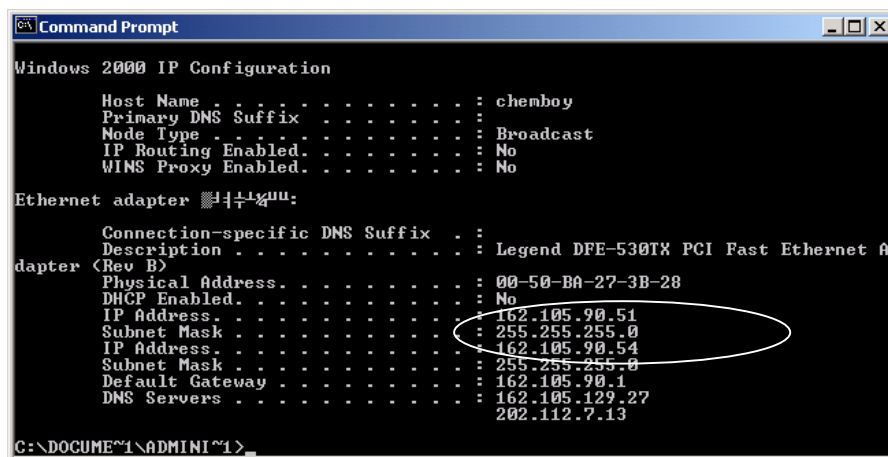 Command Prompt
Windows 2000 IP Configuration
Host Name . . . . . . . . . . . . : chemboy
Primary DNS Suffix . . . . . . . :
Node Type . . . . . . . . . . . . : Broadcast
IP Routing Enabled. . . . . . . . : No
WINS Proxy Enabled. . . . . . . . : No
Ethernet adapter ▒╜╡┼┴¼╜╙:
Connection-specific DNS Suffix . :
Description . . . . . . . . . . . : Legend DFE-530TX PCI Fast Ethernet A
dapter (Rev B)
Physical Address. . . . . . . . . : 00-50-BA-27-3B-28
DHCP Enabled. . . . . . . . . . . : No
IP Address. . . . . . . . . . . . : 162.105.90.51
Subnet Mask . . . . . . . . . . . : 255.255.255.0
IP Address. . . . . . . . . . . . : 162.105.90.54
Subnet Mask . . . . . . . . . . . : 255.255.255.0
Default Gateway . . . . . . . . . : 162.105.90.1
DNS Servers . . . . . . . . . . . : 162.105.129.27
202.112.7.13
C:\DOCUME~1\ADMINI~1>_